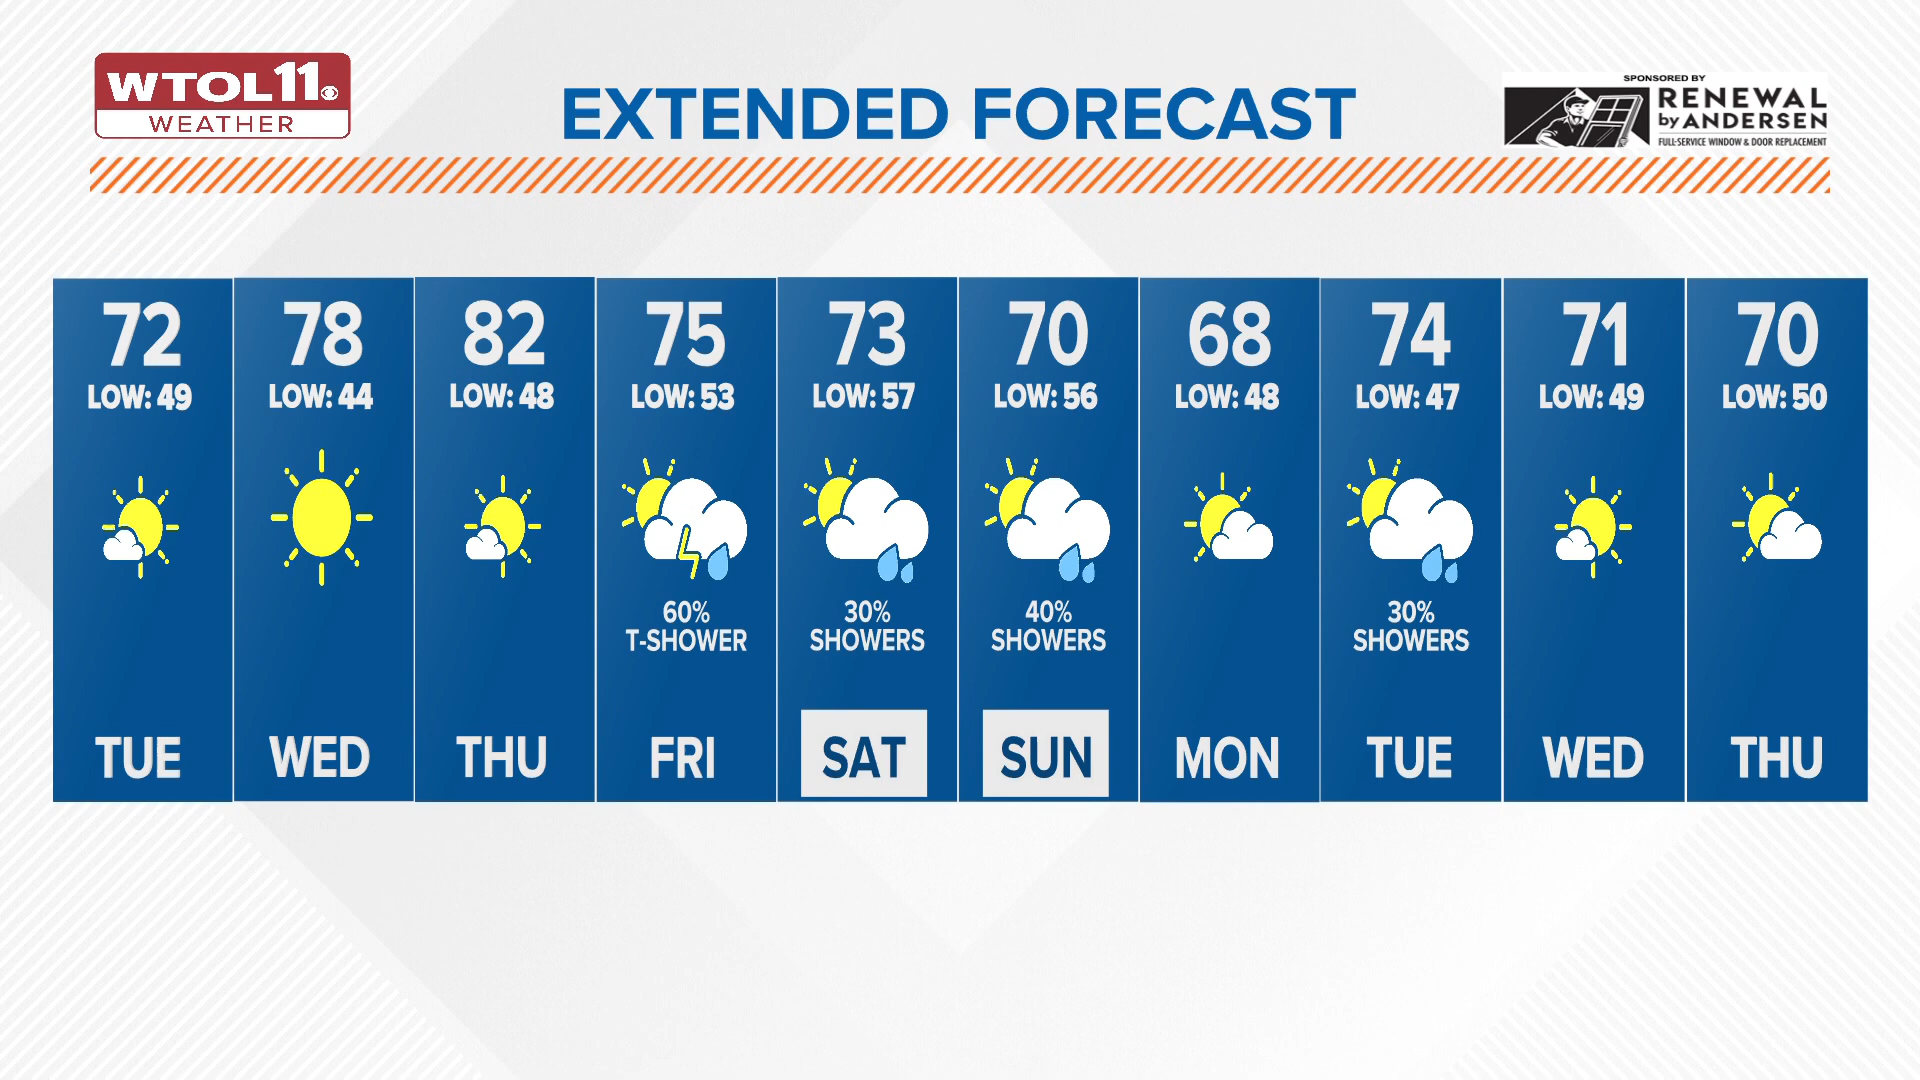 WTOL11
WEATHER
EXTENDED FORECAST
SPONSORED BY
RENEWAL
by ANDERSEN
FULL-SERVICE WINDOW & DOOR REPLACEMENT
72
LOW: 49
TUE
78
LOW: 44
WED
82
LOW: 48
THU
75
LOW: 53
60%
T-SHOWER
FRI
73
LOW: 57
30%
SHOWERS
SAT
70
LOW: 56
40%
SHOWERS
SUN
68
LOW: 48
MON
74
LOW: 47
30%
SHOWERS
TUE
71
LOW: 49
WED
70
LOW: 50
THU